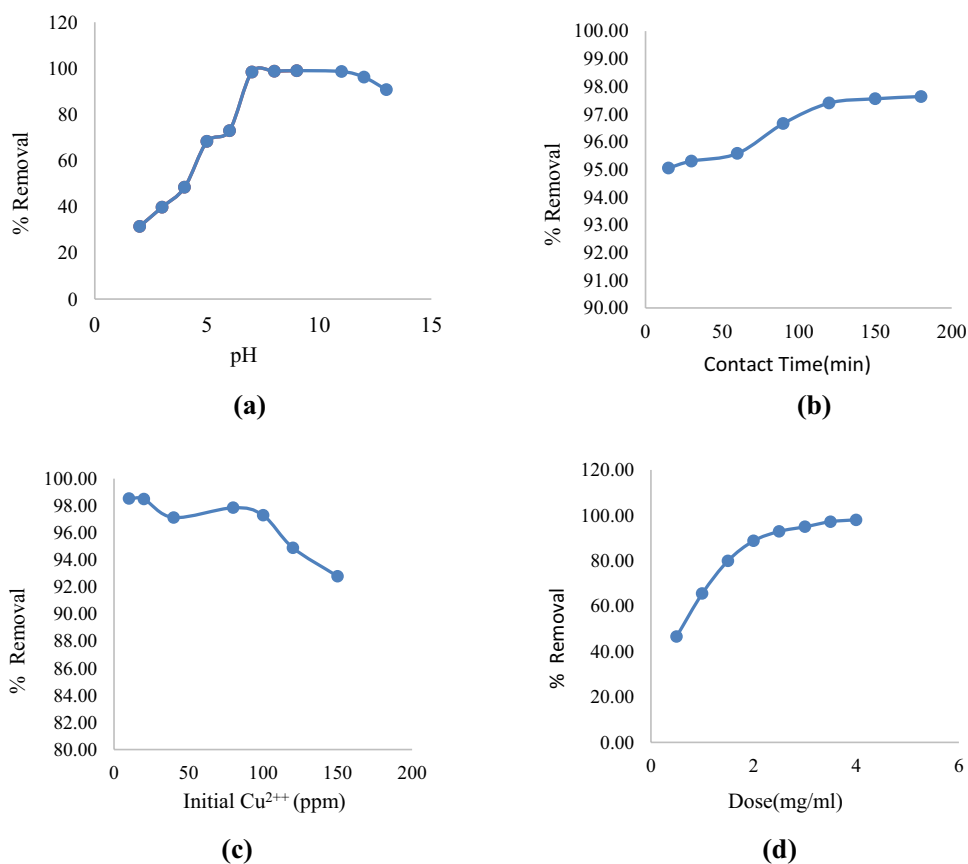 120
100
80
60
40
20
0
0 5 10 15
% Removal
pH
(a)
100.00
99.00
98.00
97.00
96.00
95.00
94.00
93.00
92.00
91.00
90.00
0 50 100 150 200
% Removal
Contact Time(min)
(b)
100.00
98.00
96.00
94.00
92.00
90.00
88.00
86.00
84.00
82.00
80.00
0 50 100 150 200
% Removal
Initial Cu²⁺⁺ (ppm)
(c)
120.00
100.00
80.00
60.00
40.00
20.00
0.00
0 2 4 6
% Removal
Dose(mg/ml)
(d)